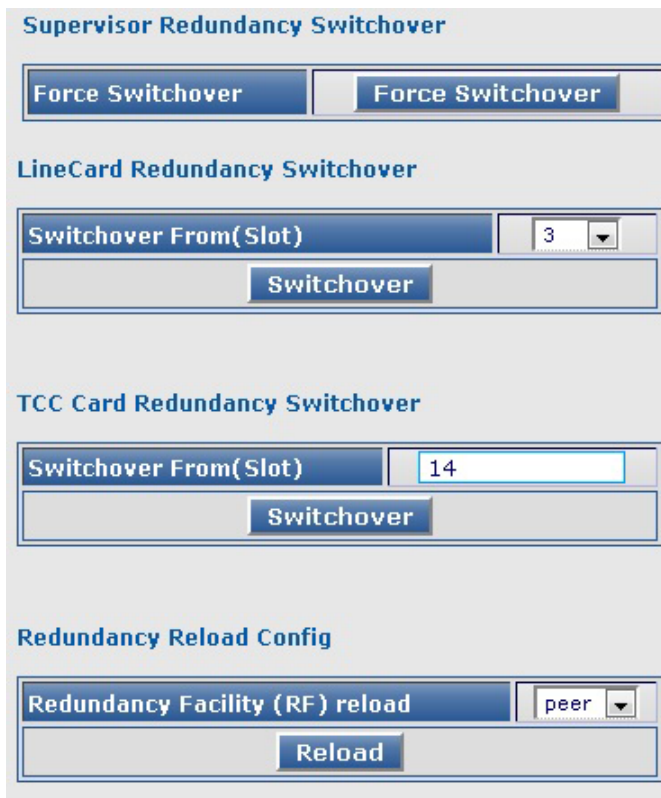 Supervisor Redundancy Switchover
Force Switchover Force Switchover
LineCard Redundancy Switchover
Switchover From(Slot) 3
Switchover
TCC Card Redundancy Switchover
Switchover From(Slot) 14
Switchover
Redundancy Reload Config
Redundancy Facility (RF) reload peer
Reload